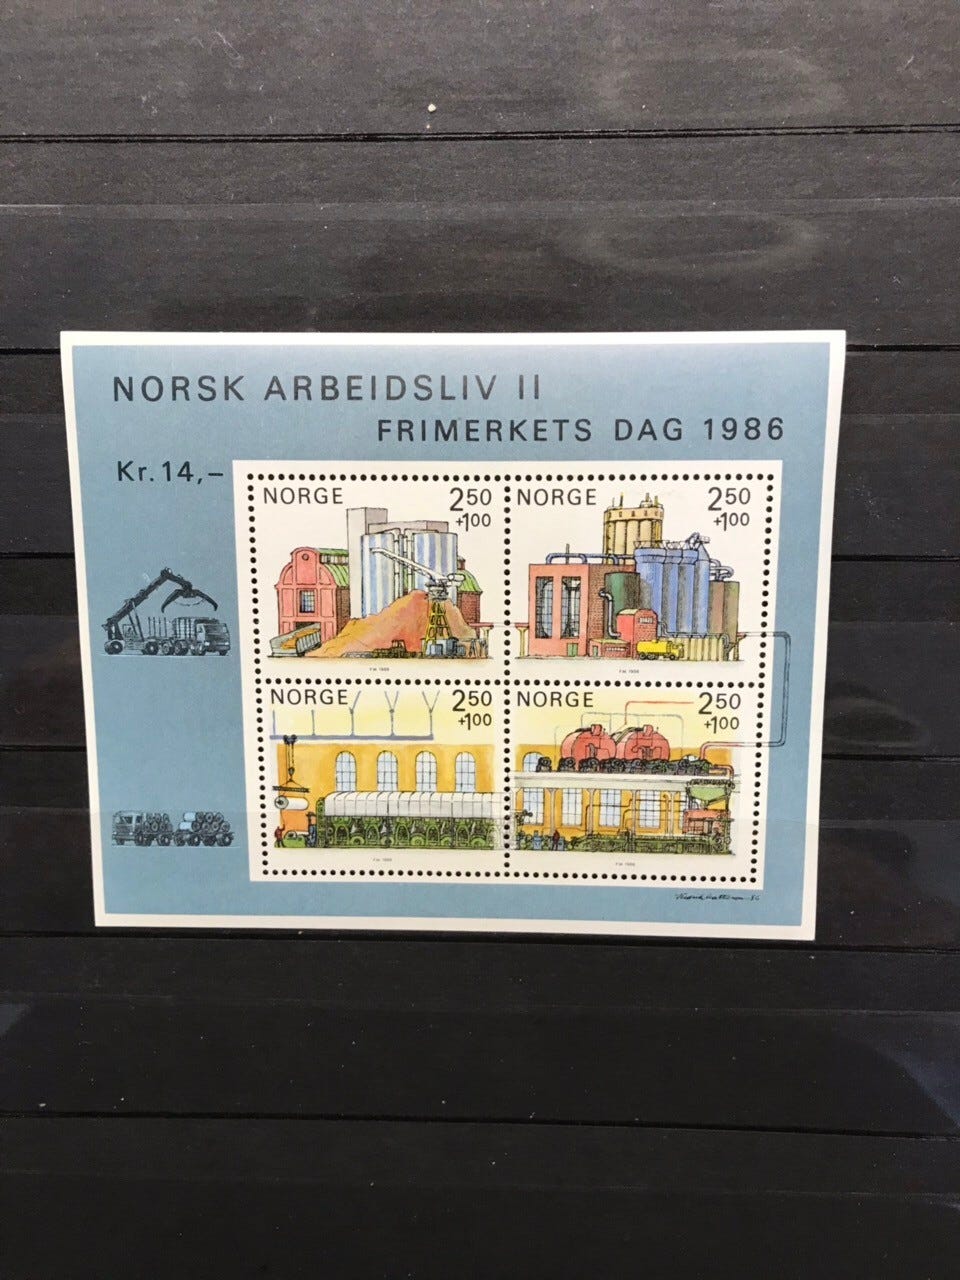 NORSK ARBEIDSLIV II
FRIMERKETS DAG 1986
Kr. 14,–
NORGE 2 50
+1 00
NORGE 2 50
+1 00
NORGE 2 50
+1 00
NORGE 2 50
+1 00